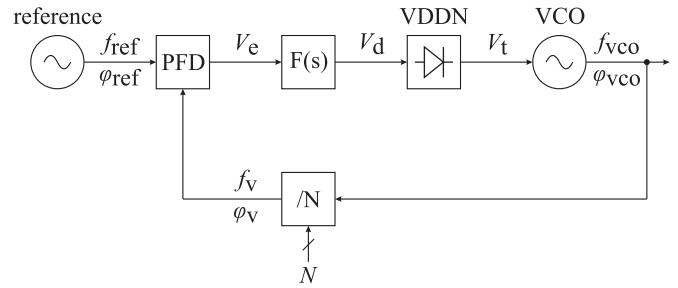 reference
VDDN
VCO
fref
φref
PFD
Ve
F(s)
Vd
Vt
fvco
φvco
fv
φv
/N
N